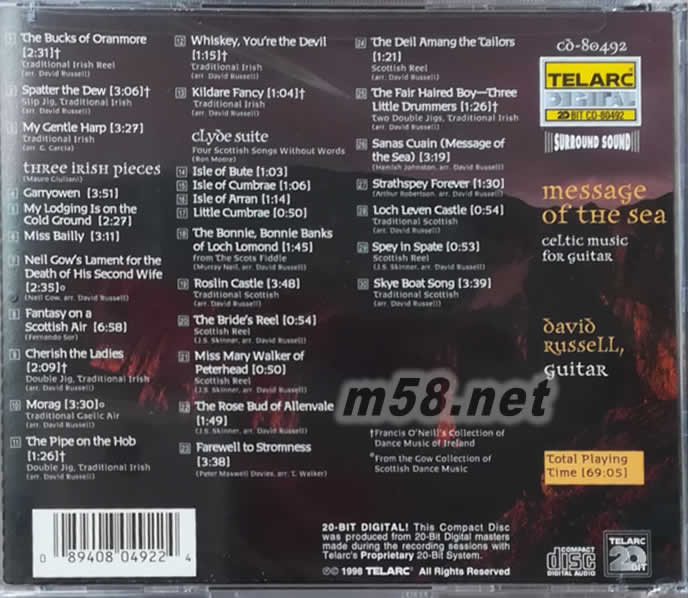 1 The Bucks of Oranmore
[2:31]†
Traditional Irish Reel
(arr. David Russell)
2 Spatter the Dew [3:06]†
Slip Jig, Traditional Irish
(arr. David Russell)
3 My Gentle Harp [3:27]
Traditional Irish
(arr. G. Garcia)
Three Irish Pieces
(Mauro Giuliani)
4 Garryowen [3:51]
5 My Lodging Is on the
Cold Ground [2:27]
6 Miss Bailly [3:11]
7 Neil Gow's Lament for the
Death of His Second Wife
[2:35]°
(Neil Gow, arr. David Russell)
8 Fantasy on a
Scottish Air [6:58]
(Fernando Sor)
9 Cherish the Ladies
[2:09]†
Double Jig, Traditional Irish
(arr. David Russell)
10 Morag [3:30]°
Traditional Gaelic Air
(arr. David Russell)
11 The Pipe on the Hob
[1:26]†
Double Jig, Traditional Irish
(arr. David Russell)
12 Whiskey, You're the Devil
[1:15]†
Traditional Irish
(arr. David Russell)
13 Kildare Fancy [1:04]†
Traditional Irish
(arr. David Russell)
Clyde Suite
Four Scottish Songs Without Words
(Ron Moore)
14 Isle of Bute [1:03]
15 Isle of Cumbrae [1:06]
16 Isle of Arran [1:14]
17 Little Cumbrae [0:50]
18 The Bonnie, Bonnie Banks
of Loch Lomond [1:45]
from The Scots Fiddle
(Murray Neil, arr. David Russell)
19 Roslin Castle [3:48]
Traditional Scottish
(arr. David Russell)
20 The Bride's Reel [0:54]
Scottish Reel
(J.S. Skinner, arr. David Russell)
21 Miss Mary Walker of
Peterhead [0:50]
Scottish Reel
(J.S. Skinner, arr. David Russell)
22 The Rose Bud of Allenvale
[1:49]
(J.S. Skinner, arr. David Russell)
23 Farewell to Stromness
[3:38]
(Peter Maxwell Davies, arr. T. Walker)
24 The Deil Among the Tailors
[1:21]
Scottish Reel
(arr. David Russell)
25 The Fair Haired Boy—Three
Little Drummers [1:26]†
Two Double Jigs, Traditional Irish
(arr. David Russell)
26 Sanas Cuain (Message of
the Sea) [3:19]
(Hamish Johnston, arr. David Russell)
27 Strathspey Forever [1:30]
(Arthur Robertson, arr. David Russell)
28 Loch Leven Castle [0:54]
Traditional Scottish
(arr. David Russell)
29 Spey in Spate [0:53]
Scottish Reel
(J.S. Skinner, arr. David Russell)
30 Skye Boat Song [3:39]
Traditional Scottish
(arr. David Russell)
†Francis O'Neill's Collection of
Dance Music of Ireland
°From the Gow Collection of
Scottish Dance Music
CD-80492
TELARC
DIGITAL
20 BIT CD-80492
SURROUND SOUND
message
of the sea
celtic music
for guitar
david
russell,
guitar
m58.net
Total Playing
Time [69:05]
0 89408 04922 4
20-BIT DIGITAL! This Compact Disc
was produced from 20-Bit Digital masters
made during the recording sessions with
Telarc's Proprietary 20-Bit System.
℗© 1998 TELARC® All Rights Reserved
COMPACT
disc
DIGITAL AUDIO
TELARC
20
BIT